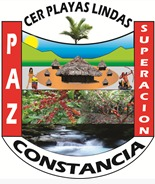 CER PLAYAS LINDAS
PAZ
SUPERACION
CONSTANCIA